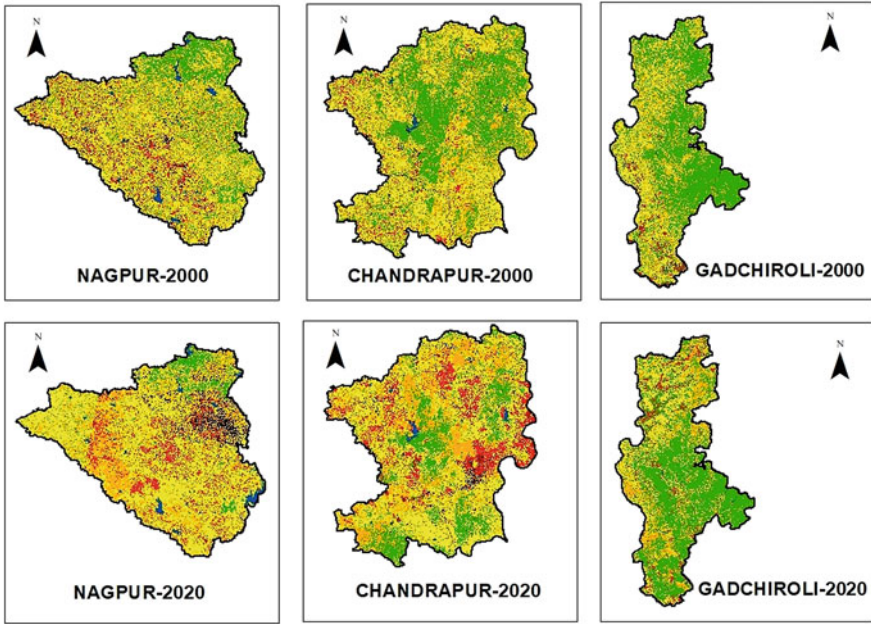 N
N
N
NAGPUR-2000
CHANDRAPUR-2000
GADCHIROLI-2000
N
N
N
NAGPUR-2020
CHANDRAPUR-2020
GADCHIROLI-2020